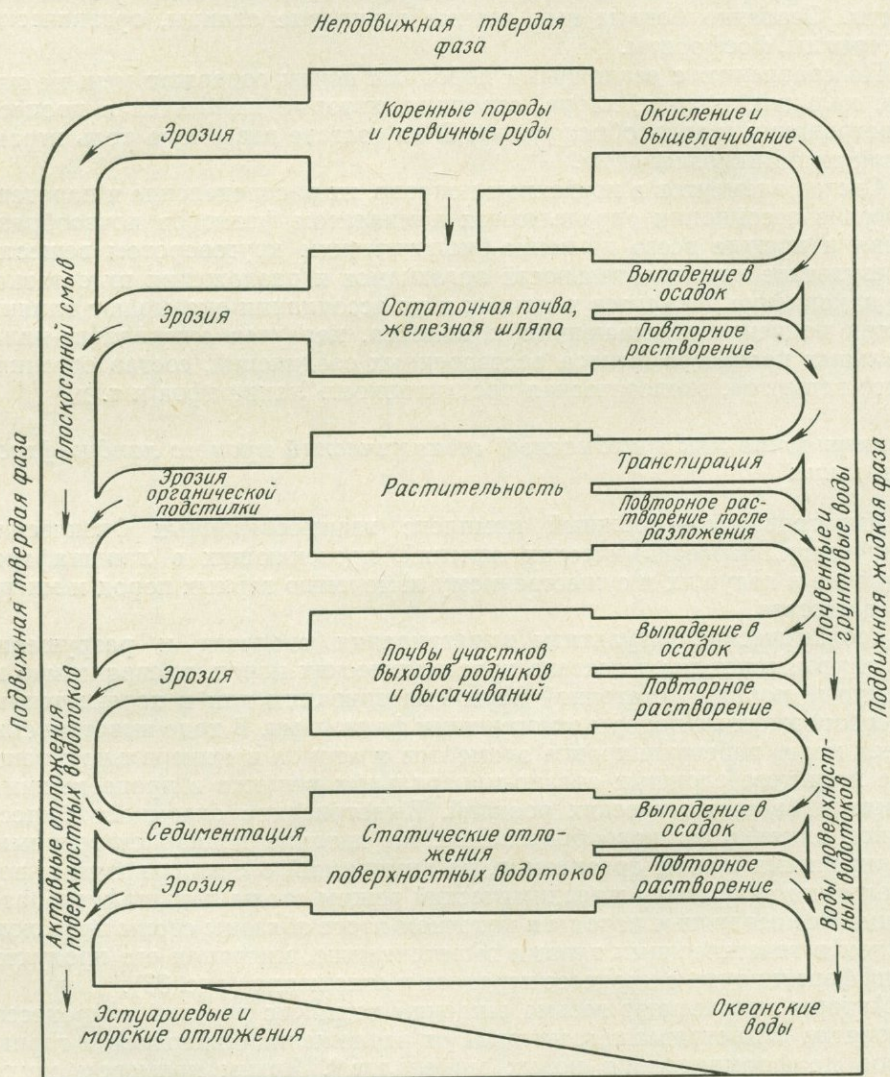 Неподвижная твердая
фаза
Коренные породы
и первичные руды
Эрозия
Окисление и
выщелачивание
Выпадение в
осадок
Эрозия
Остаточная почва,
железная шляпа
Повторное
растворение
Плоскостной смыв
Транспирация
Эрозия
органической
подстилки
Растительность
Повторное рас-
творение после
разложения
Почвенные и
грунтовые воды
Подвижная твердая фаза
Подвижная жидкая фаза
Выпадение в
осадок
Почвы участков
выходов родников
и высачиваний
Эрозия
Повторное
растворение
Активные отложения
поверхностных водотоков
Выпадение в
осадок
Седиментация
Статические отло-
жения
поверхностных водотоков
Эрозия
Повторное
растворение
Воды поверхност-
ных водотоков
Эстуариевые и
морские отложения
Океанские
воды